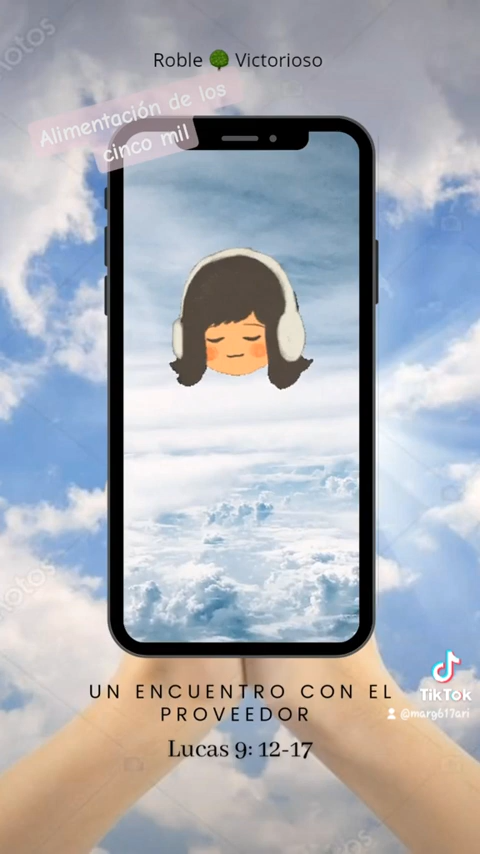 Roble 🌳 Victorioso
Alimentación de los
cinco mil
UN ENCUENTRO CON EL
PROVEEDOR
Lucas 9: 12-17
TikTok
@marg617ari